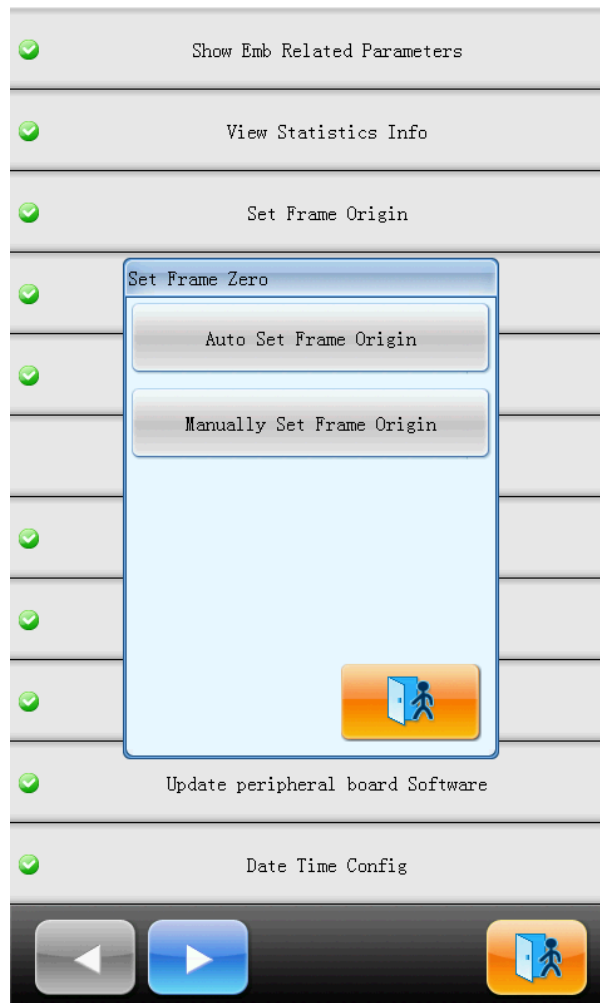 Show Emb Related Parameters
View Statistics Info
Set Frame Origin
Set Frame Zero
Auto Set Frame Origin
Manually Set Frame Origin
Update peripheral board Software
Date Time Config